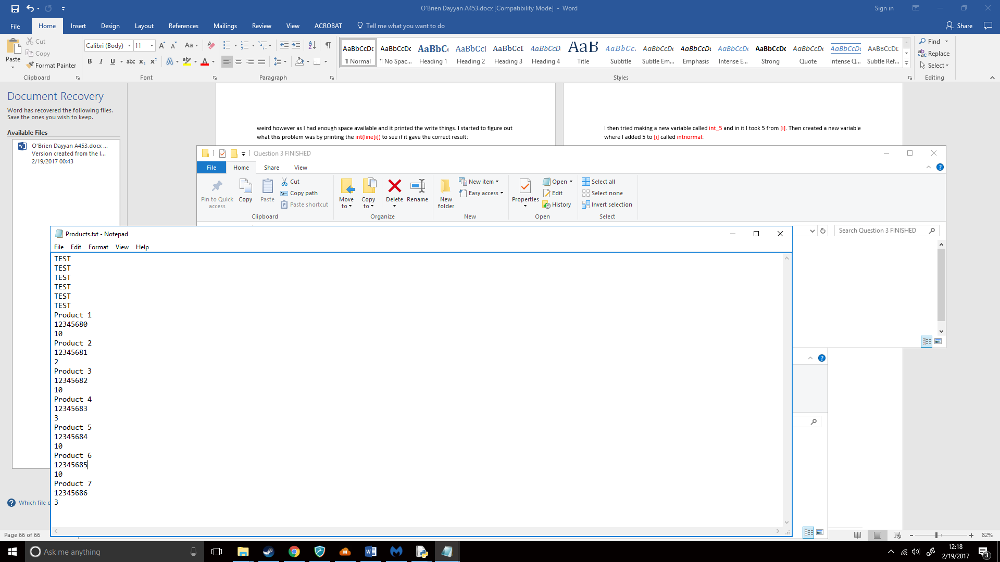 O'Brien Dayyan A453.docx [Compatibility Mode] - Word
Sign in
File Home Insert Design Layout References Mailings Review View ACROBAT Tell me what you want to do Share
Paste
Cut
Copy
Format Painter
Clipboard
Calibri (Body) 11
Font
Paragraph
AaBbCcDc AaBbCcDc AaBbC AaBbCcI AaBbCcI AaBbCcD AaB AaBbCc AaBbCcDc AaBbCcDc AaBbCcDc AaBbCcDc AaBbCcDc AaBbCcDc AABBCCDE
¶ Normal ¶ No Spac... Heading 1 Heading 2 Heading 3 Heading 4 Title Subtitle Subtle Em... Emphasis Intense E... Strong Quote Intense Q... Subtle Ref...
Styles
Find
Replace
Select
Editing
Document Recovery
Word has recovered the following files.
Save the ones you wish to keep.
Available Files
O'Brien Dayyan A453.docx ...
Version created from the l...
2/19/2017 00:43
Which file
weird however as I had enough space available and it printed the write things. I started to figure out
what this problem was by printing the int(line[i]) to see if it gave the correct result:
I then tried making a new variable called int_5 and in it I took 5 from [i]. Then created a new variable
where I added 5 to [i] called intnormal:
Question 3 FINISHED
File Home Share View
Pin to Quick access
Copy
Paste
Cut
Copy path
Paste shortcut
Clipboard
Move to
Copy to
Delete
Rename
Organize
New folder
New item
Easy access
New
Properties
Open
Edit
History
Open
Select all
Select none
Invert selection
Select
Search Question 3 FINISHED
Products.txt - Notepad
File Edit Format View Help
TEST
TEST
TEST
TEST
TEST
TEST
Product 1
12345680
10
Product 2
12345681
2
Product 3
12345682
10
Product 4
12345683
3
Product 5
12345684
10
Product 6
12345685
10
Product 7
12345686
3
Page 66 of 66
82%
Ask me anything
12:18
2/19/2017
3